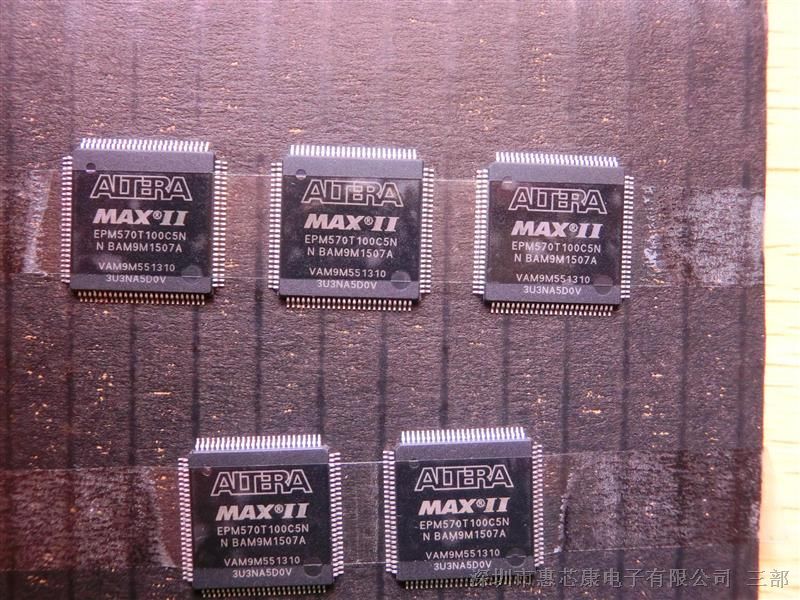 ALTERA
MAX®II
EPM570T100C5N
N BAM9M1507A
VAM9M551310
3U3NA5D0V
ALTERA
MAX®II
EPM570T100C5N
N BAM9M1507A
VAM9M551310
3U3NA5D0V
ALTERA
MAX®II
EPM570T100C5N
N BAM9M1507A
VAM9M551310
3U3NA5D0V
ALTERA
MAX®II
EPM570T100C5N
N BAM9M1507A
VAM9M551310
3U3NA5D0V
ALTERA
MAX®II
EPM570T100C5N
N BAM9M1507A
VAM9M551310
3U3NA5D0V
深圳市惠芯康电子有限公司 三部